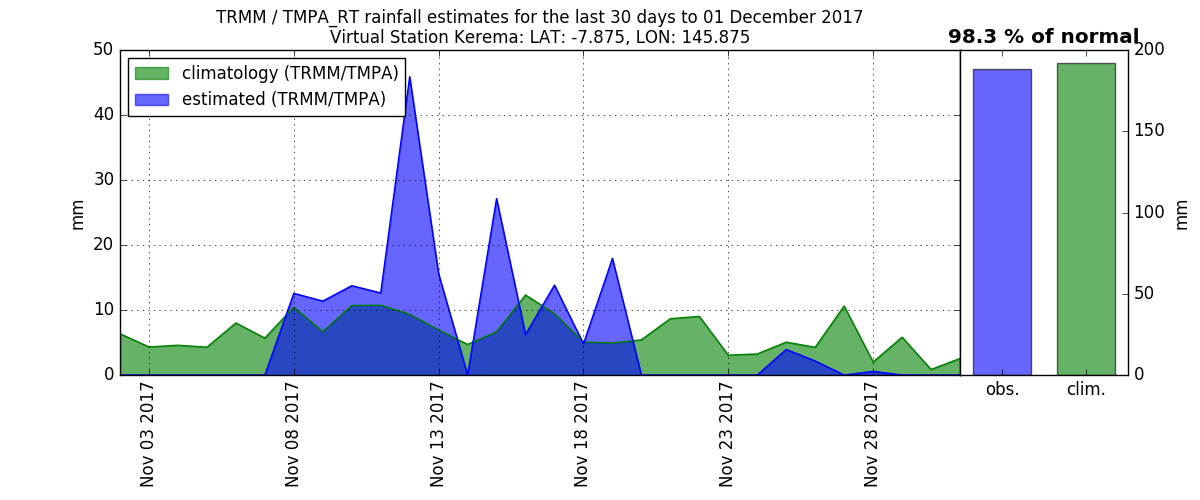 TRMM / TMPA_RT rainfall estimates for the last 30 days to 01 December 2017
Virtual Station Kerema: LAT: -7.875, LON: 145.875
98.3 % of normal
climatology (TRMM/TMPA)
estimated (TRMM/TMPA)
50
40
30
20
10
0
mm
Nov 03 2017
Nov 08 2017
Nov 13 2017
Nov 18 2017
Nov 23 2017
Nov 28 2017
200
150
100
50
0
mm
obs.
clim.